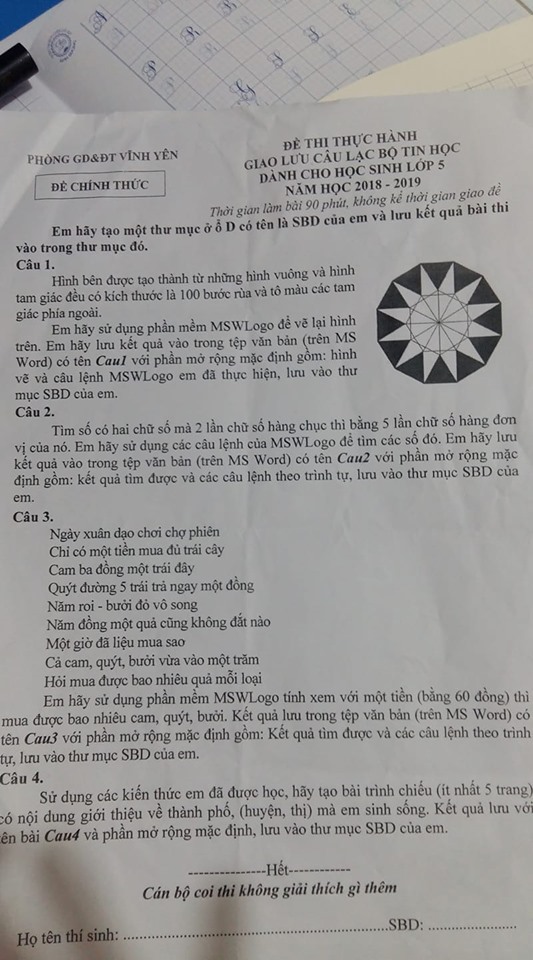 PHÒNG GD&ĐT VĨNH YÊN
ĐỀ CHÍNH THỨC
ĐỀ THI THỰC HÀNH
GIAO LƯU CÂU LẠC BỘ TIN HỌC
DÀNH CHO HỌC SINH LỚP 5
NĂM HỌC 2018 - 2019
Thời gian làm bài 90 phút, không kể thời gian giao đề
Em hãy tạo một thư mục ở ổ D có tên là SBD của em và lưu kết quả bài thi
vào trong thư mục đó.
Câu 1.
Hình bên được tạo thành từ những hình vuông và hình
tam giác đều có kích thước là 100 bước rùa và tô màu các tam
giác phía ngoài.
Em hãy sử dụng phần mềm MSWLogo để vẽ lại hình
trên. Em hãy lưu kết quả vào trong tệp văn bản (trên MS
Word) có tên Cau1 với phần mở rộng mặc định gồm: hình
vẽ và câu lệnh MSWLogo em đã thực hiện, lưu vào thư
mục SBD của em.
Câu 2.
Tìm số có hai chữ số mà 2 lần chữ số hàng chục thì bằng 5 lần chữ số hàng đơn
vị của nó. Em hãy sử dụng các câu lệnh của MSWLogo để tìm các số đó. Em hãy lưu
kết quả vào trong tệp văn bản (trên MS Word) có tên Cau2 với phần mở rộng mặc
định gồm: kết quả tìm được và các câu lệnh theo trình tự, lưu vào thư mục SBD của
em.
Câu 3.
Ngày xuân dạo chơi chợ phiên
Chỉ có một tiền mua đủ trái cây
Cam ba đồng một trái đây
Quýt đường 5 trái trả ngay một đồng
Năm roi - bưởi đỏ vô song
Năm đồng một quả cũng không đắt nào
Một giờ đã liệu mua sao
Cả cam, quýt, bưởi vừa vào một trăm
Hỏi mua được bao nhiêu quả mỗi loại
Em hãy sử dụng phần mềm MSWLogo tính xem với một tiền (bằng 60 đồng) thì
mua được bao nhiêu cam, quýt, bưởi. Kết quả lưu trong tệp văn bản (trên MS Word) có
tên Cau3 với phần mở rộng mặc định gồm: Kết quả tìm được và các câu lệnh theo trình
tự, lưu vào thư mục SBD của em.
Câu 4.
Sử dụng các kiến thức em đã được học, hãy tạo bài trình chiếu (ít nhất 5 trang)
có nội dung giới thiệu về thành phố, (huyện, thị) mà em sinh sống. Kết quả lưu với
tên bài Cau4 và phần mở rộng mặc định, lưu vào thư mục SBD của em.
---------------Hết------------
Cán bộ coi thi không giải thích gì thêm
Họ tên thí sinh: ................................................SBD: ......................